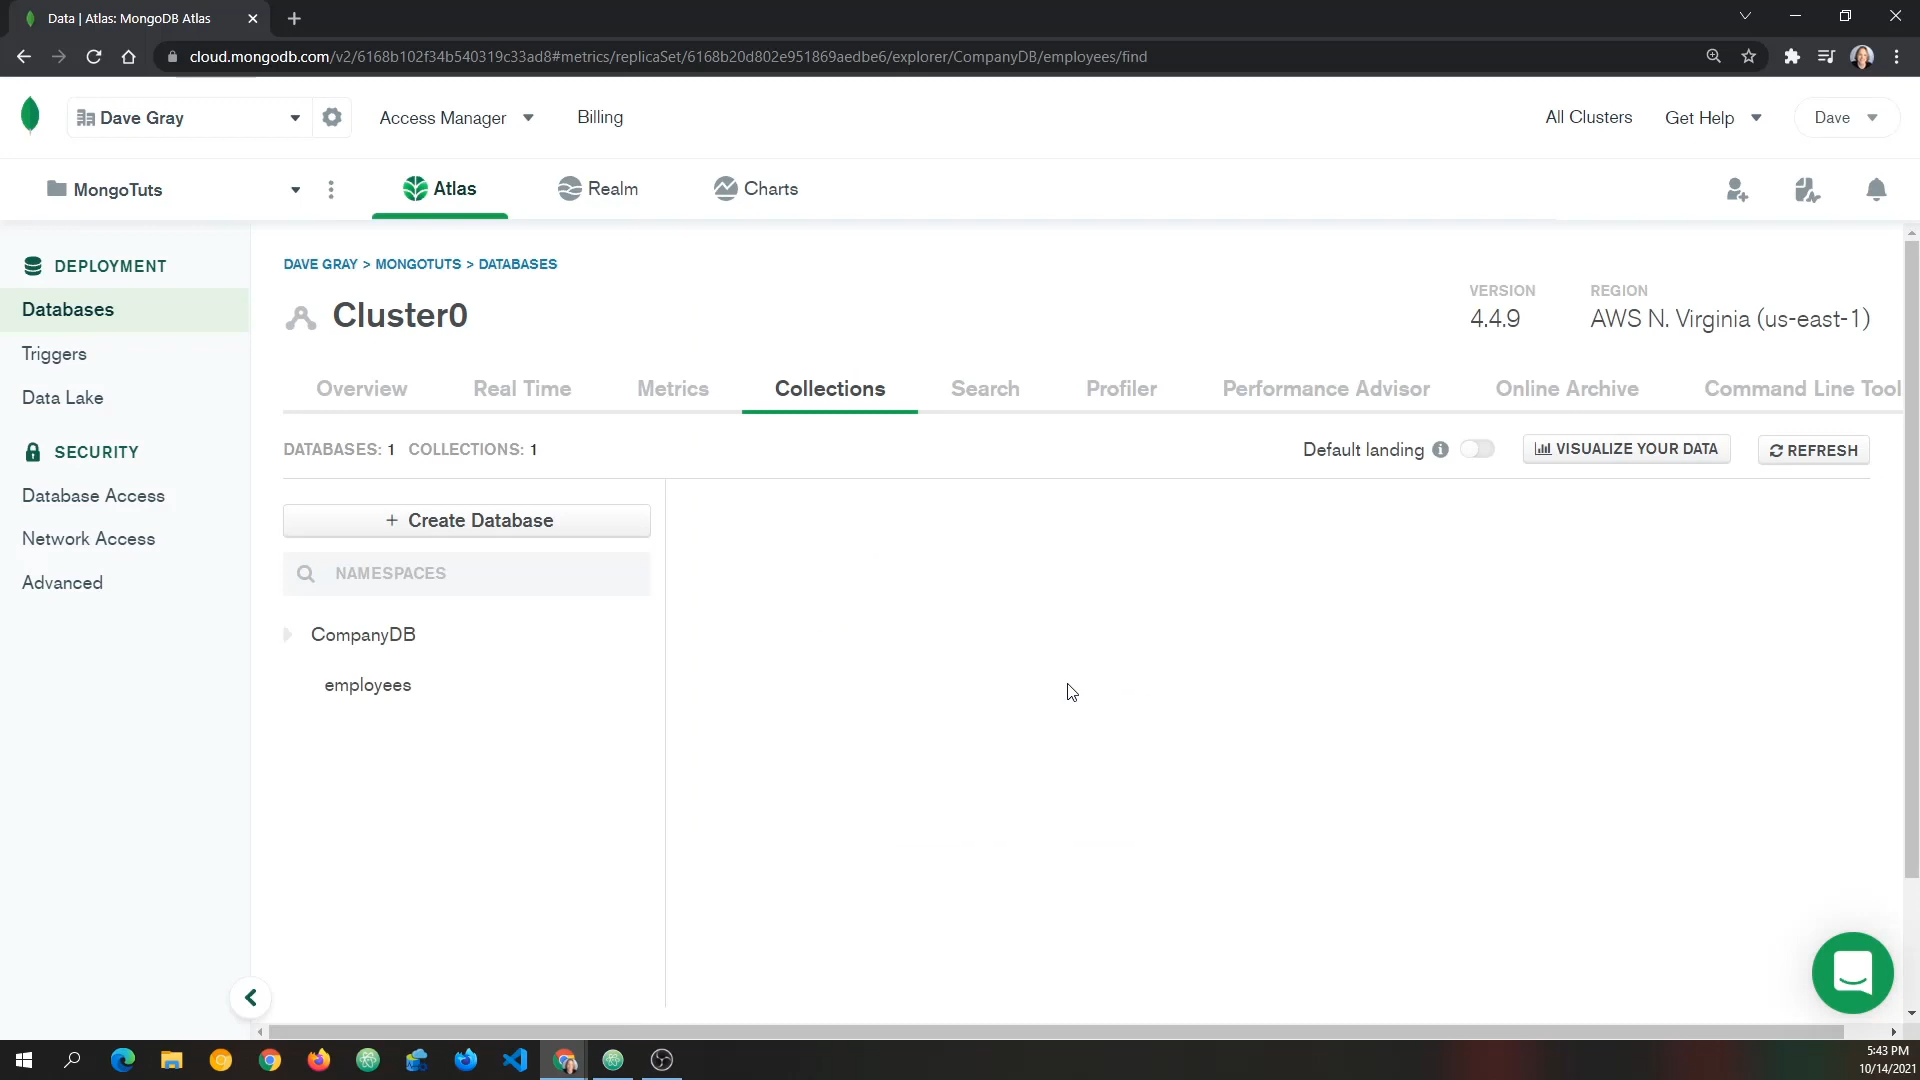 Data | Atlas: MongoDB Atlas
cloud.mongodb.com/v2/6168b102f34b540319c33ad8#metrics/replicaSet/6168b20d802e951869aedbe6/explorer/CompanyDB/employees/find
Dave Gray
Access Manager
Billing
All Clusters
Get Help
Dave
MongoTuts
Atlas
Realm
Charts
DEPLOYMENT
Databases
Triggers
Data Lake
SECURITY
Database Access
Network Access
Advanced
DAVE GRAY > MONGOTUTS > DATABASES
Cluster0
VERSION
4.4.9
REGION
AWS N. Virginia (us-east-1)
Overview
Real Time
Metrics
Collections
Search
Profiler
Performance Advisor
Online Archive
Command Line Tool
DATABASES: 1 COLLECTIONS: 1
Default landing
VISUALIZE YOUR DATA
REFRESH
+ Create Database
NAMESPACES
CompanyDB
employees
5:43 PM
10/14/2021